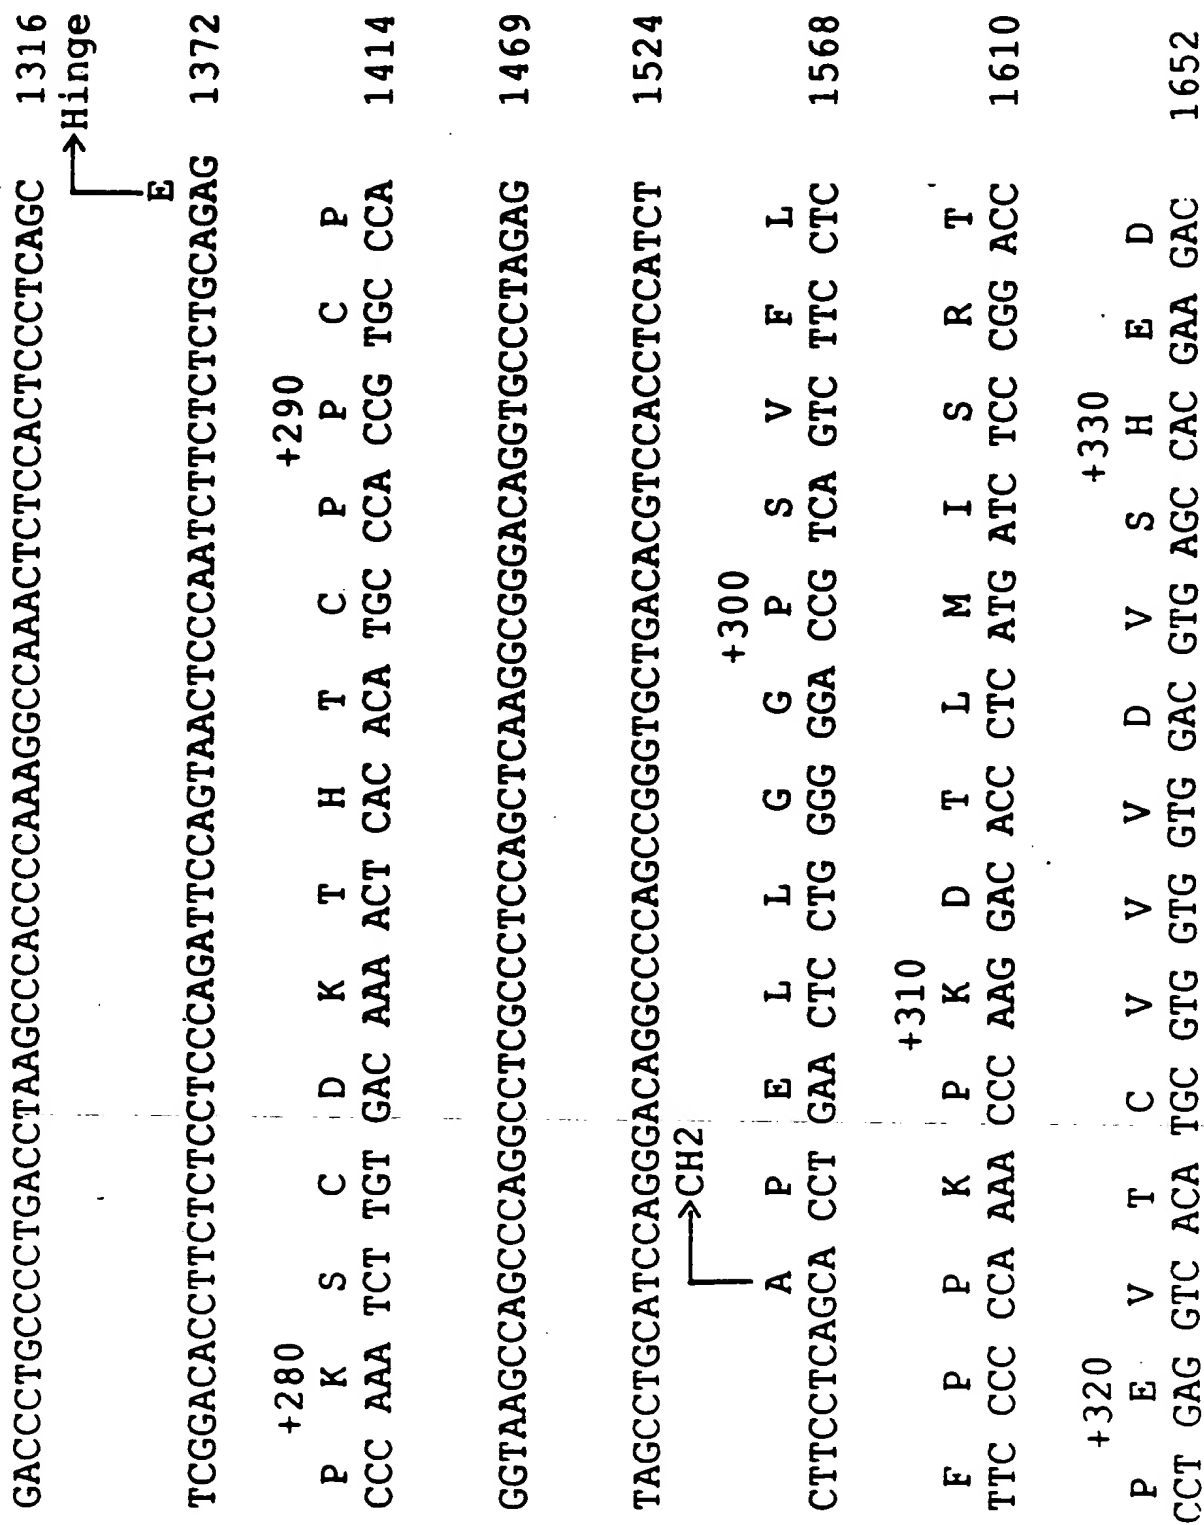 GACCCTGCCCCTGACCTAAGCCCACCCCAAAGGCCAAACTCTCCACTCCCTCAGC 1316
Hinge
E
TCGGACACCTTCTCTCCTCCCAGATTCCAGTAACTCCCAATCTTCTCTCTGCAGAG 1372
+280 +290
P K S C D K T H T C P P C P
CCC AAA TCT TGT GAC AAA ACT CAC ACA TGC CCA CCG TGC CCA 1414
GGTAAGCCAGCCCAGGCCTCGCCCTCCAGCTCAAGGCGGGACAGGTGCCCTAGAG 1469
TAGCCTGCATCCAGGGACAGGCCCCAGCCGGGTGCTGACACGTCCACCTCCATCT 1524
CH2 +300
A P E L L G G P S V F L
CTTCCTCAGCA CCT GAA CTC CTG GGG GGA CCG TCA GTC TTC CTC 1568
+310
F P P K P K D T L M I S R T
TTC CCC CCA AAA CCC AAG GAC ACC CTC ATG ATC TCC CGG ACC 1610
+320 +330
P E V T C V V V D V S H E D
CCT GAG GTC ACA TGC GTG GTG GTG GAC GTG AGC CAC GAA GAC 1652